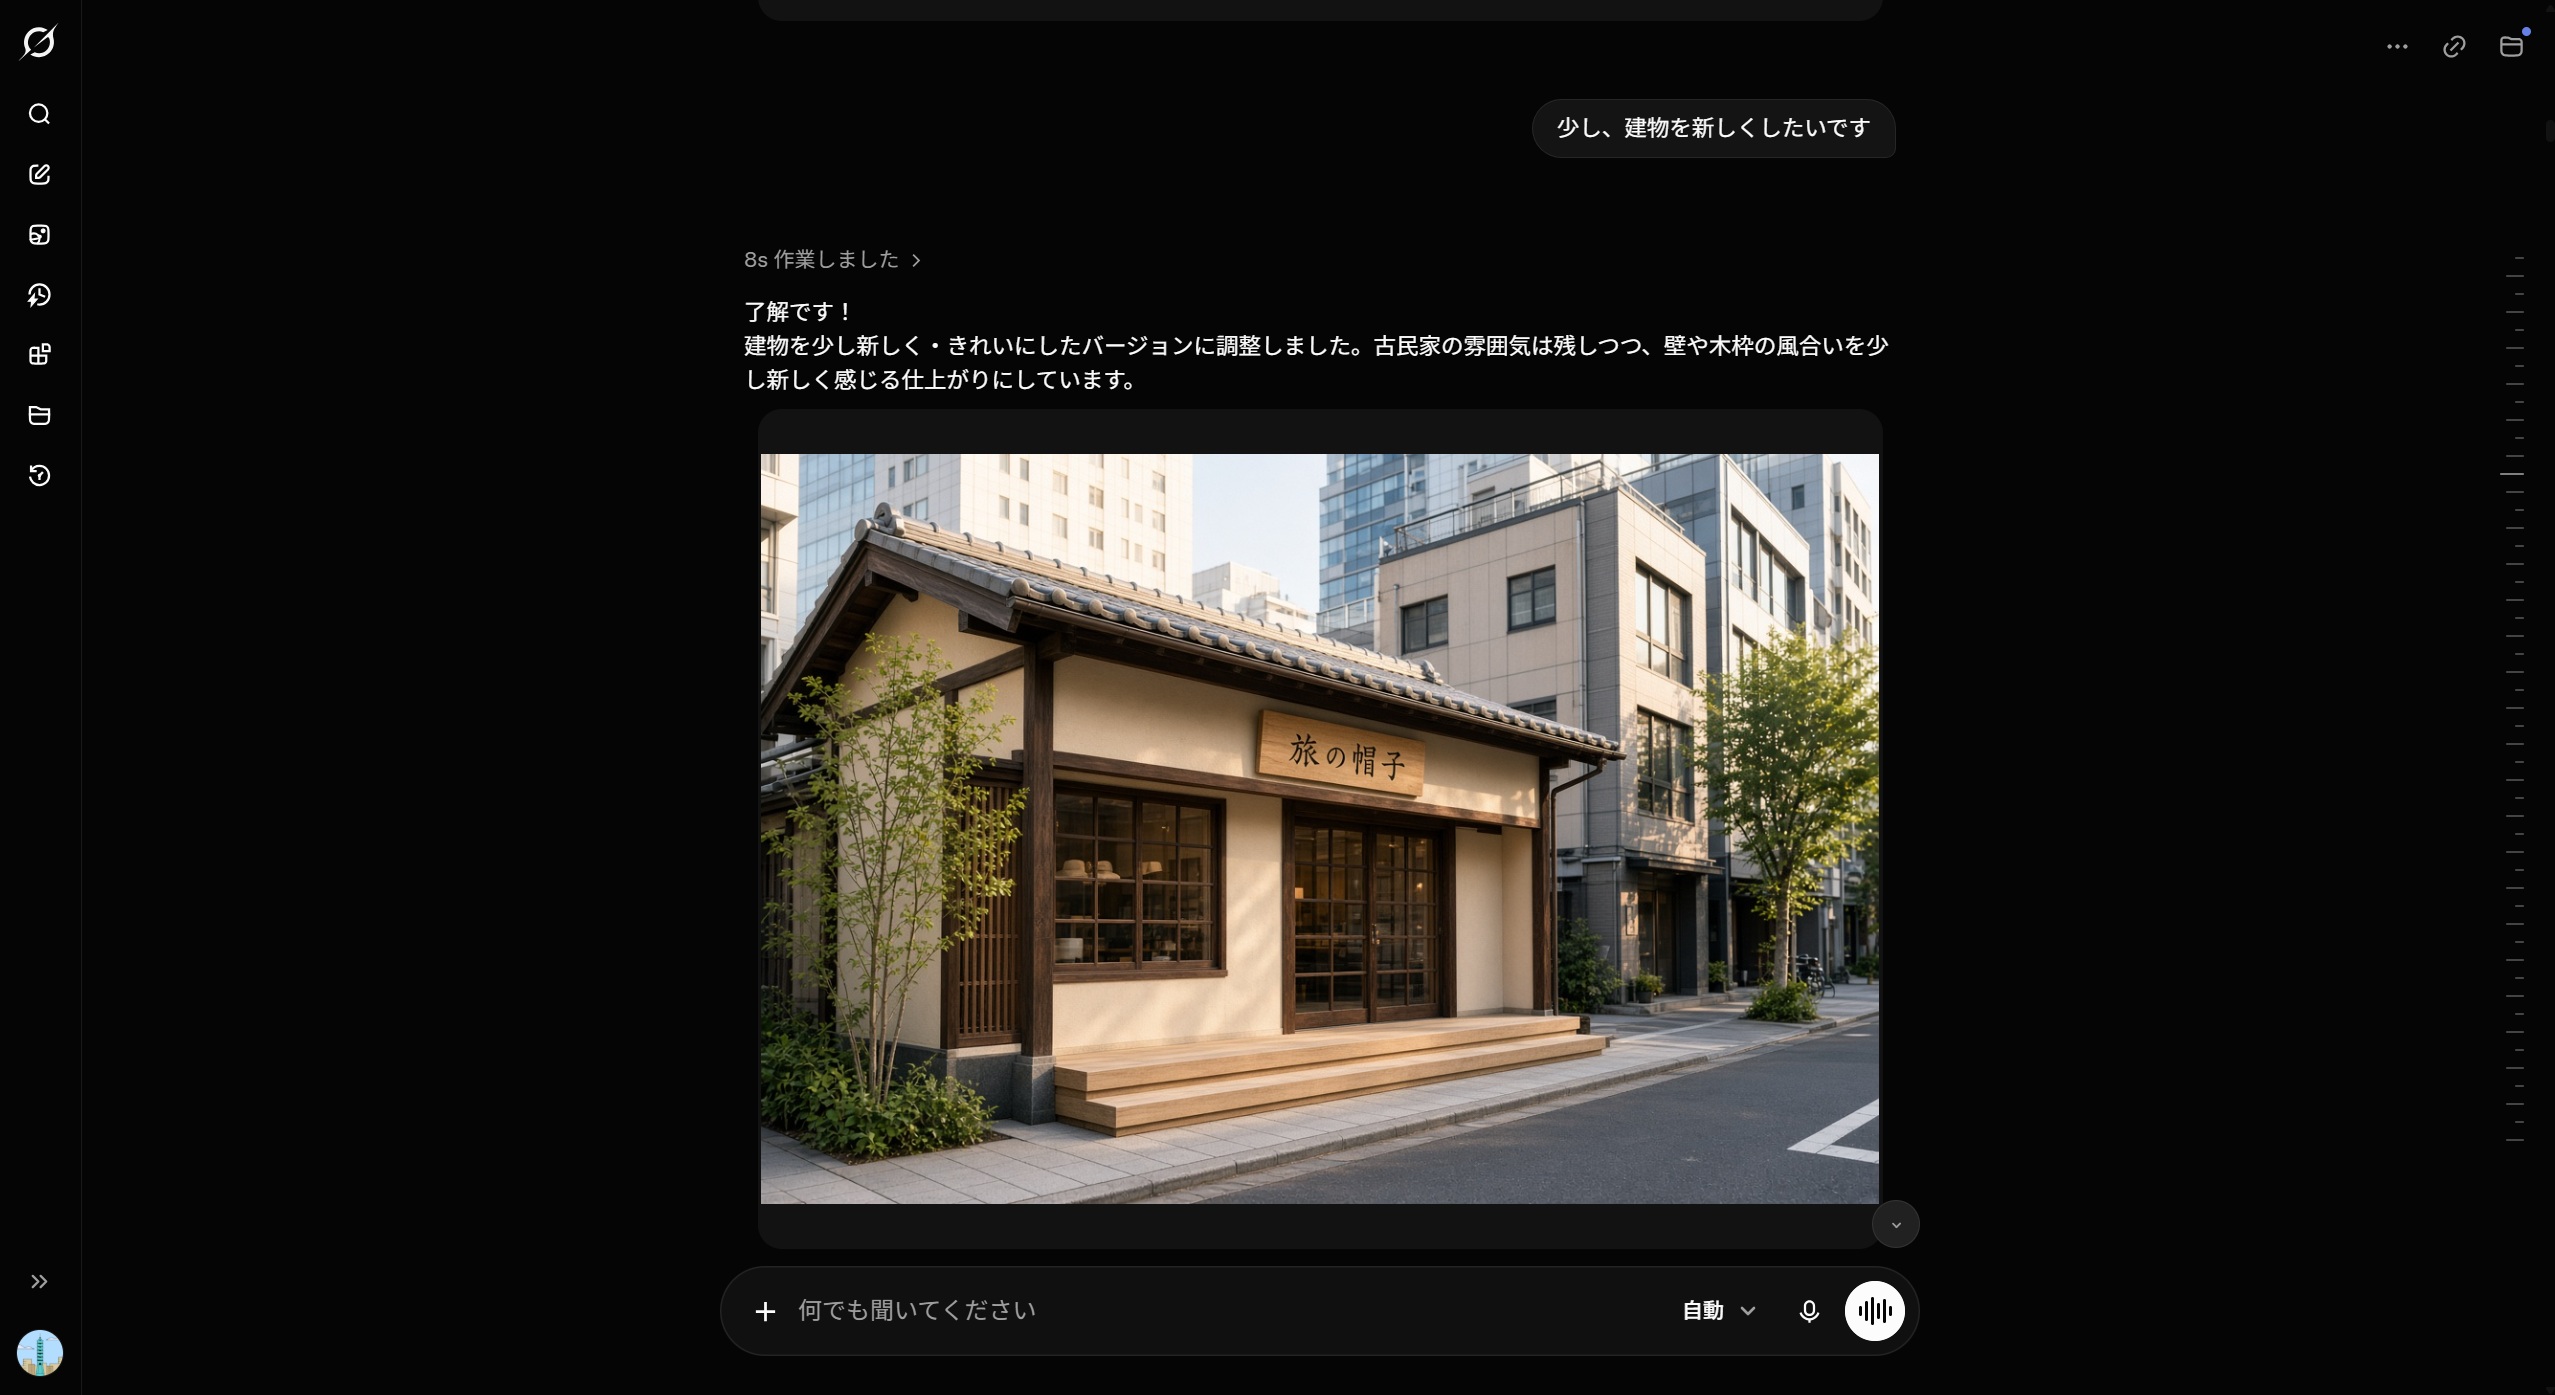 少し、建物を新しくしたいです
8s 作業しました
了解です！
建物を少し新しく・きれいにしたバージョンに調整しました。古民家の雰囲気は残しつつ、壁や木枠の風合いを少
し新しく感じる仕上がりにしています。
旅の帽子
何でも聞いてください
自動